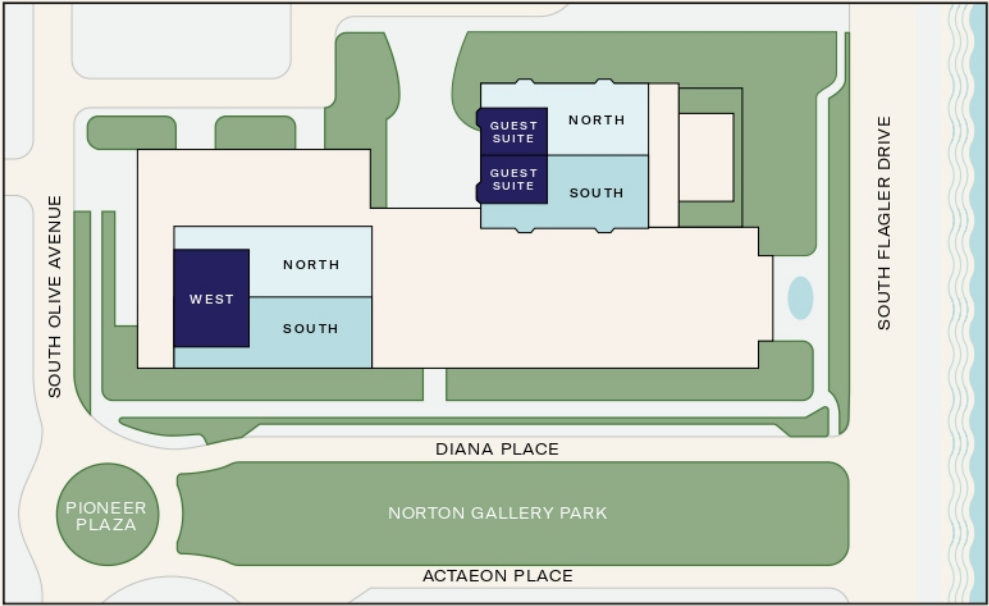 GUEST
SUITE
NORTH
GUEST
SUITE
SOUTH
SOUTH FLAGLER DRIVE
SOUTH OLIVE AVENUE
NORTH
WEST
SOUTH
DIANA PLACE
PIONEER
PLAZA
NORTON GALLERY PARK
ACTAEON PLACE